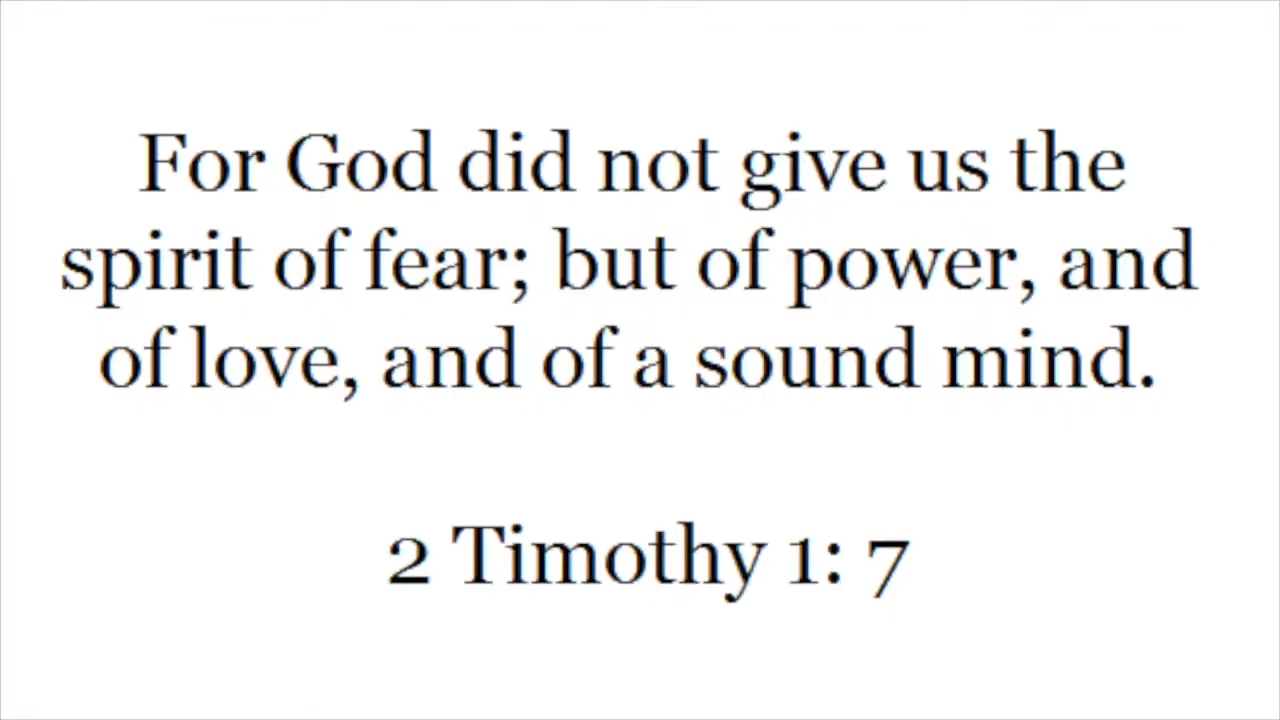 For God did not give us the
spirit of fear; but of power, and
of love, and of a sound mind.
2 Timothy 1: 7